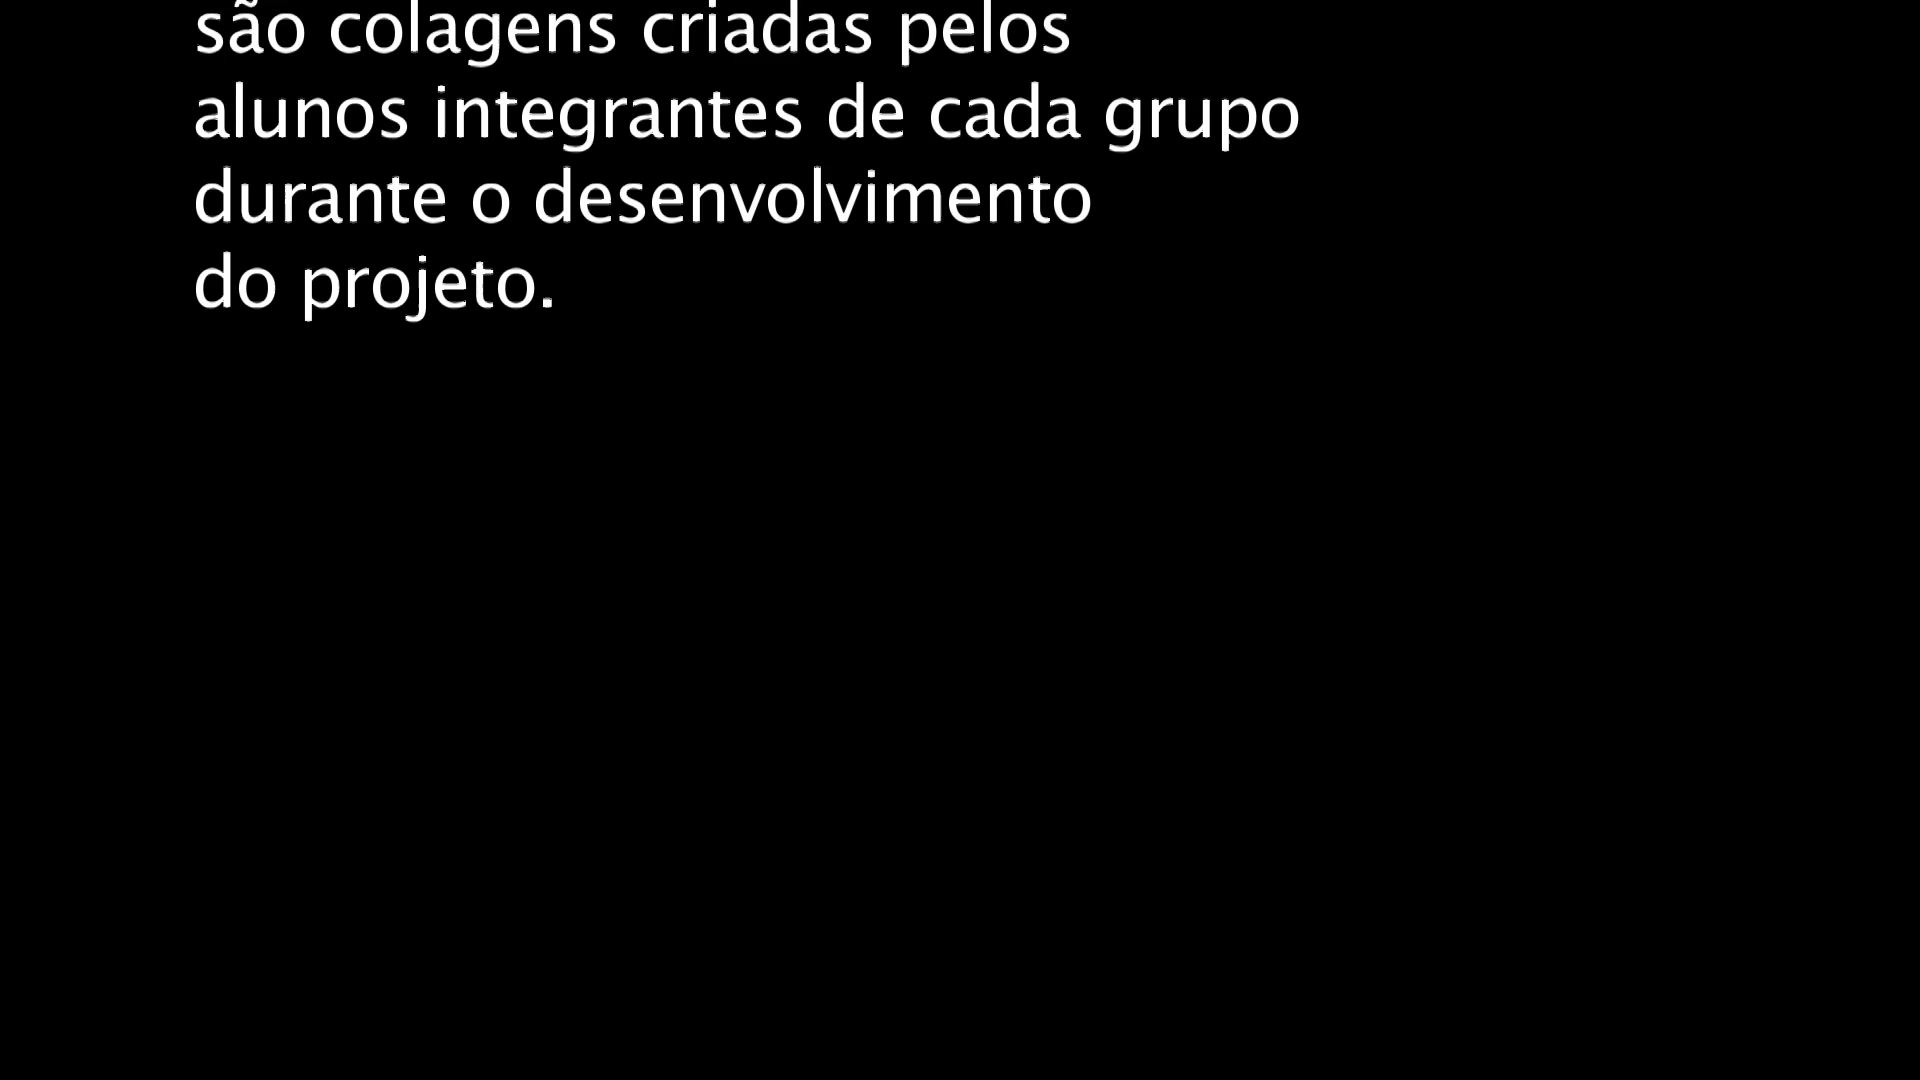 são colagens criadas pelos
alunos integrantes de cada grupo
durante o desenvolvimento
do projeto.